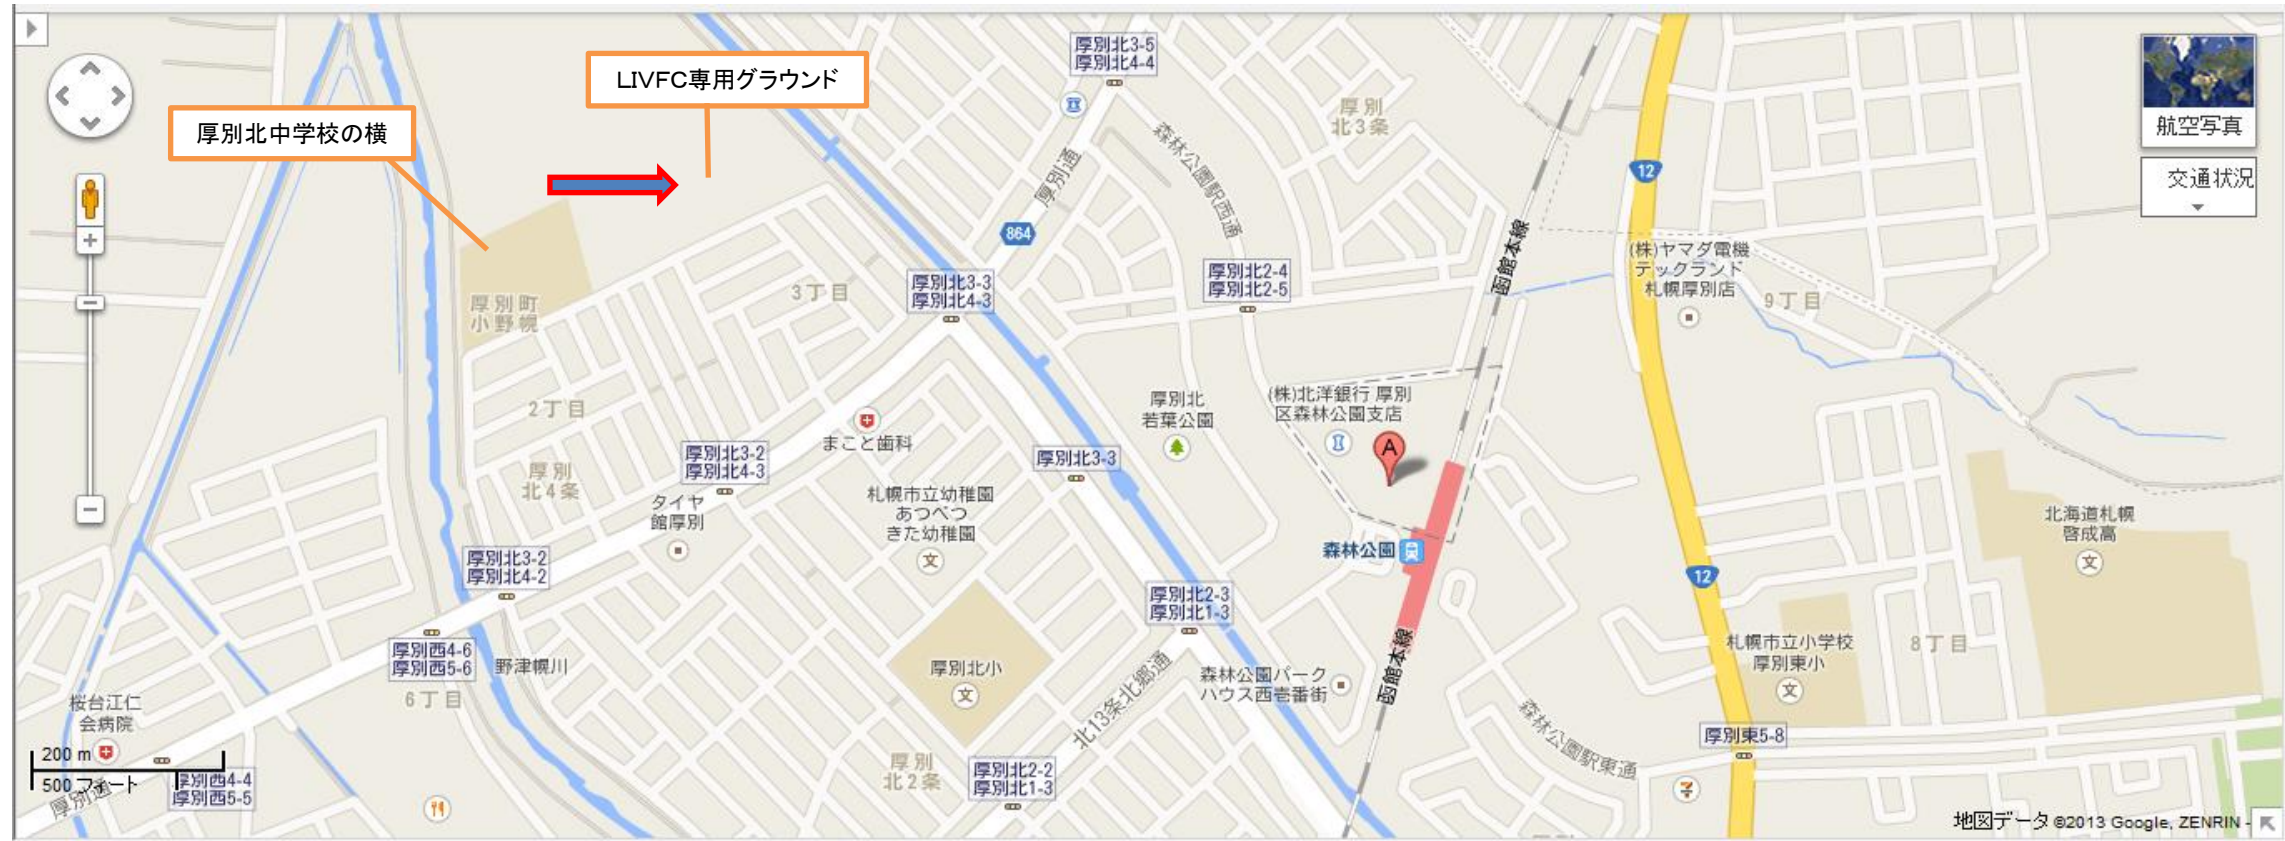 厚別北3-5
厚別北4-4
LIVFC専用グラウンド
厚別北中学校の横
厚別
北3条
森林公園駅西通
厚別通
864
12
航空写真
交通状況
函館本線
(株)ヤマダ電機
テックランド
札幌厚別店
9丁目
厚別北2-4
厚別北2-5
厚別北3-3
厚別北4-3
3丁目
厚別町
小野幌
2丁目
厚別
北4条
まこと歯科
厚別北
若葉公園
(株)北洋銀行 厚別
区森林公園支店
A
厚別北3-2
厚別北4-3
厚別北3-3
タイヤ
館厚別
札幌市立幼稚園
あつべつ
きた幼稚園
森林公園
北海道札幌
啓成高
文
文
12
厚別北3-2
厚別北4-2
厚別北2-3
厚別北1-3
厚別西4-6
厚別西5-6
野津幌川
6丁目
厚別北小
文
北13条北郷通
森林公園パーク
ハウス西壱番街
函館本線
札幌市立小学校
厚別東小
文
8丁目
桜台江仁
会病院
森林公園駅東通
厚別東5-8
200 m
500 フィート
厚別通
厚別西4-4
厚別西5-5
厚別
北2条
厚別北2-2
厚別北1-3
地図データ ©2013 Google, ZENRIN -